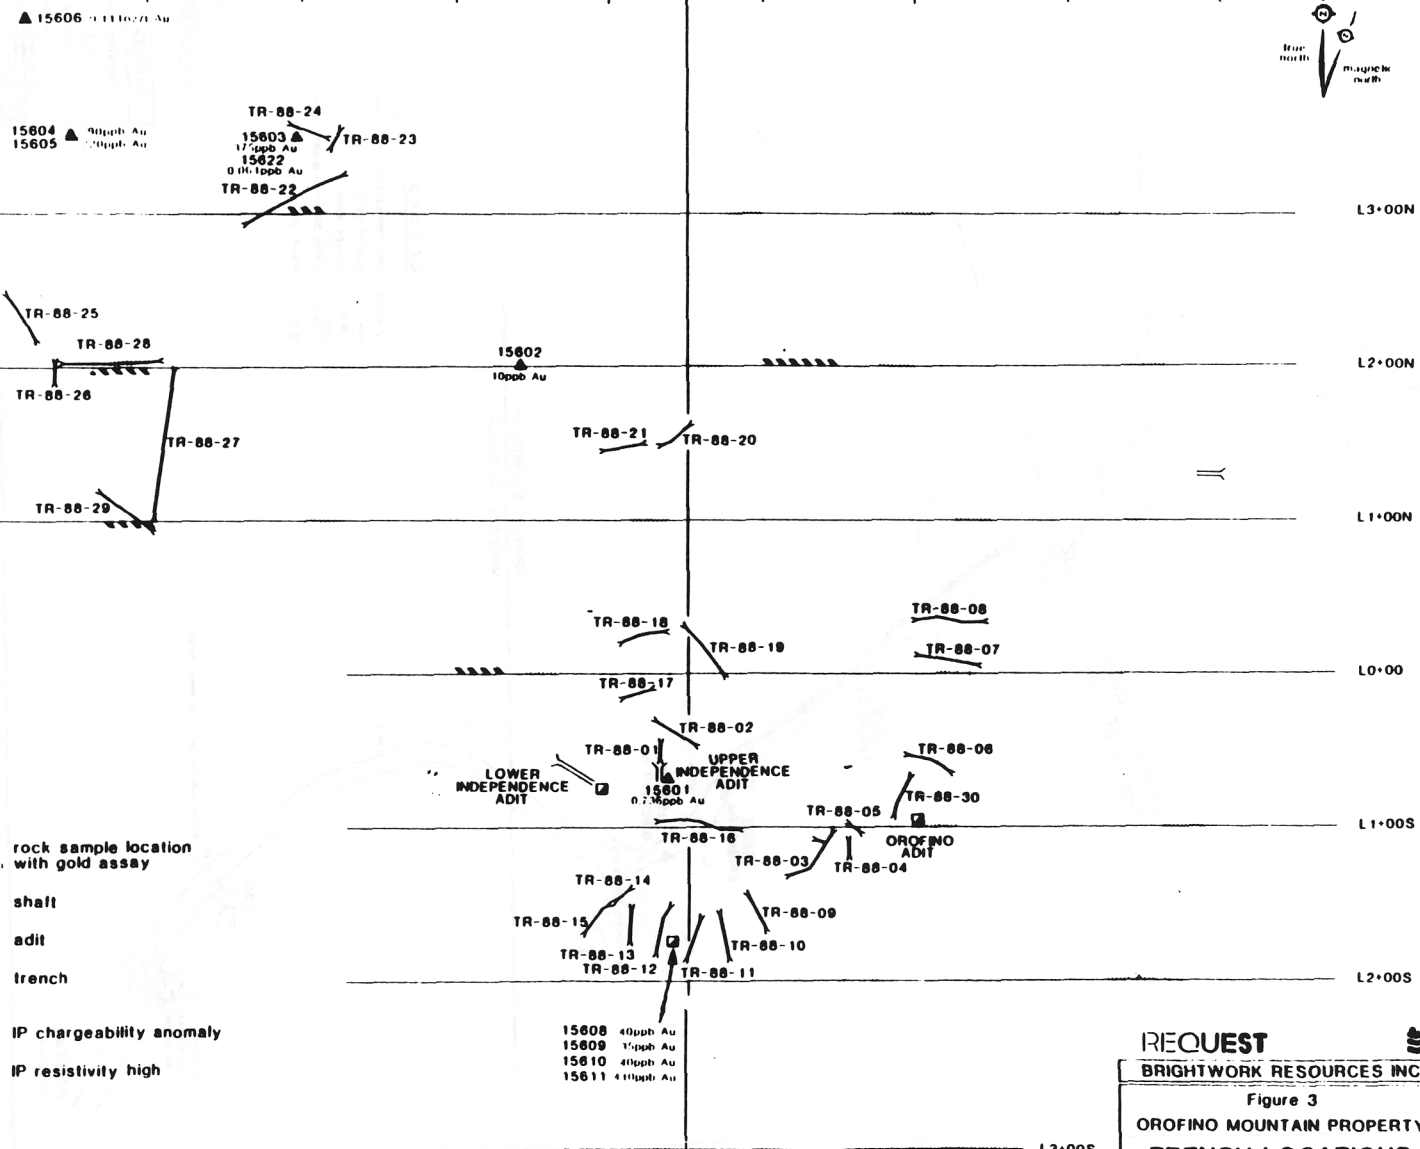 15606
true
north
magnetic
north
TR-88-24
15604 90ppb Au
15603
TR-88-23
15605
175ppb Au
15622
TR-88-22
L3+00N
TR-88-25
TR-88-28
15602
L2+00N
10ppb Au
TR-88-26
TR-88-21
TR-88-20
TR-88-27
TR-88-29
L1+00N
TR-88-08
TR-88-18
TR-88-19
TR-88-07
L0+00
TR-88-17
TR-88-02
TR-88-01
TR-88-06
UPPER
INDEPENDENCE
ADIT
LOWER
INDEPENDENCE
ADIT
15601
TR-88-30
TR-88-05
L1+00S
TR-88-16
OROFINO
ADIT
rock sample location
with gold assay
TR-88-03
TR-88-04
TR-88-14
shaft
TR-88-15
TR-88-09
adit
TR-88-13
TR-88-10
TR-88-12
TR-88-11
trench
L2+00S
IP chargeability anomaly
15608 40ppb Au
15609
REQUEST
15610 40ppb Au
IP resistivity high
15611
BRIGHTWORK RESOURCES INC
Figure 3
OROFINO MOUNTAIN PROPERTY